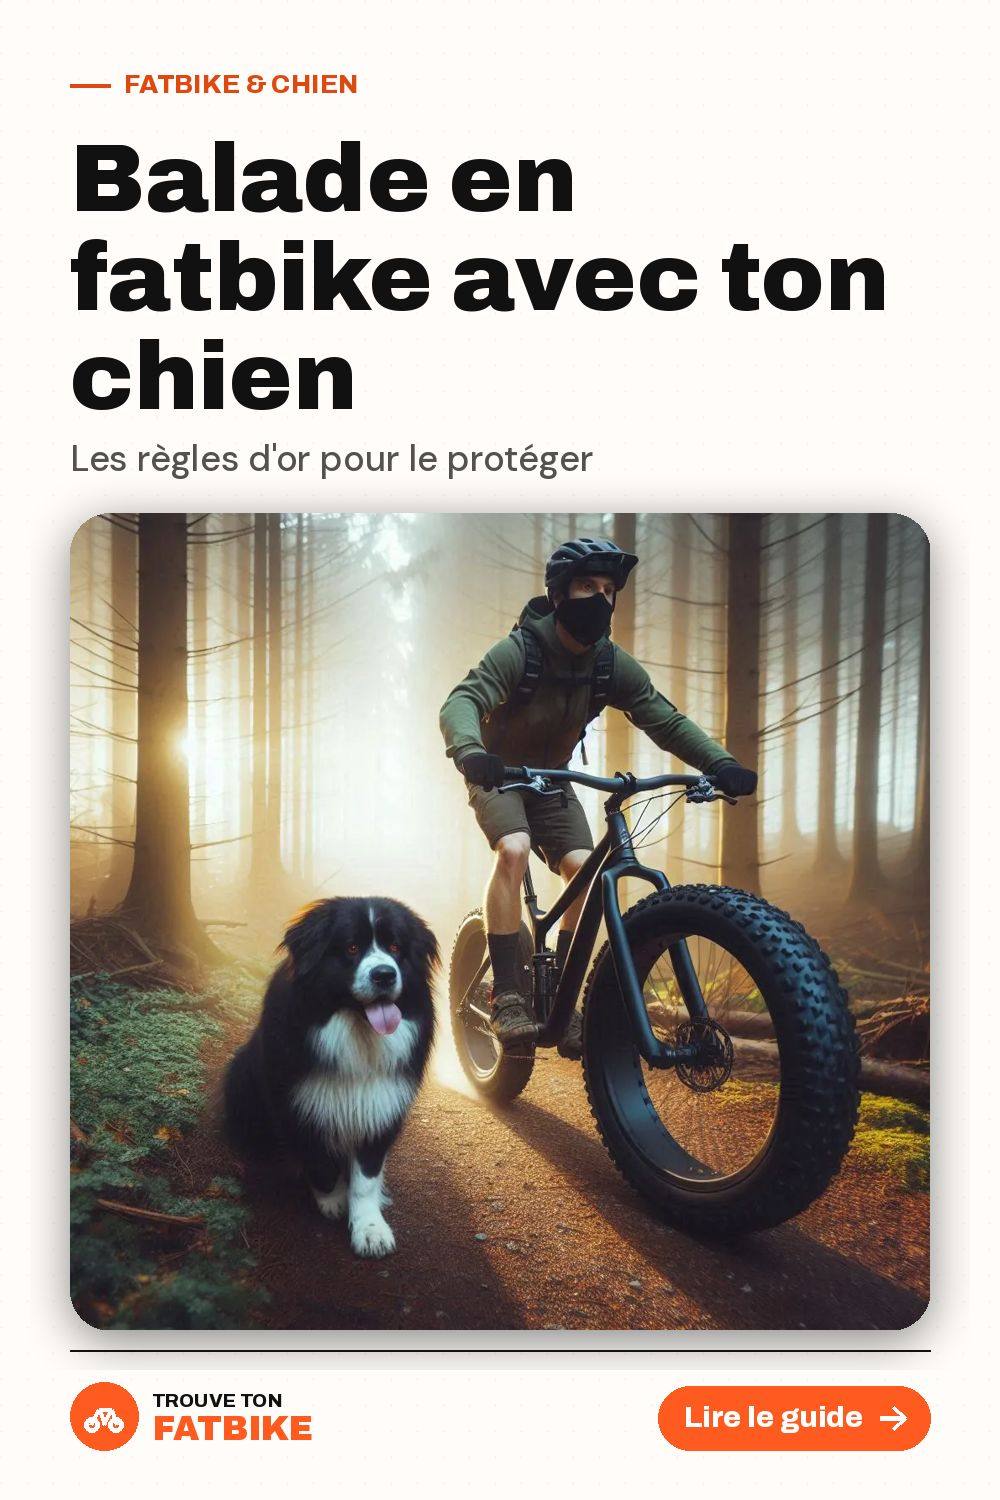 FATBIKE & CHIEN
Balade en
fatbike avec ton
chien
Les règles d'or pour le protéger
TROUVE TON
FATBIKE
Lire le guide